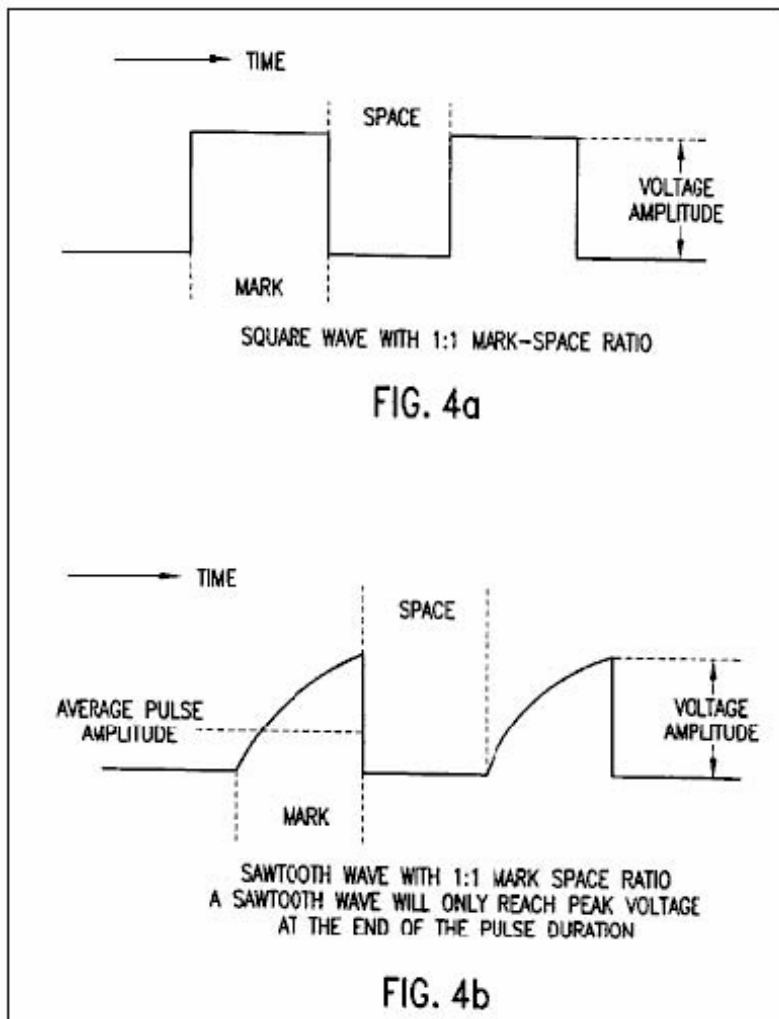 TIME
SPACE
VOLTAGE
AMPLITUDE
MARK
SQUARE WAVE WITH 1:1 MARK-SPACE RATIO
FIG. 4a
TIME
SPACE
AVERAGE PULSE
AMPLITUDE
VOLTAGE
AMPLITUDE
MARK
SAWTOOTH WAVE WITH 1:1 MARK SPACE RATIO
A SAWTOOTH WAVE WILL ONLY REACH PEAK VOLTAGE
AT THE END OF THE PULSE DURATION
FIG. 4b